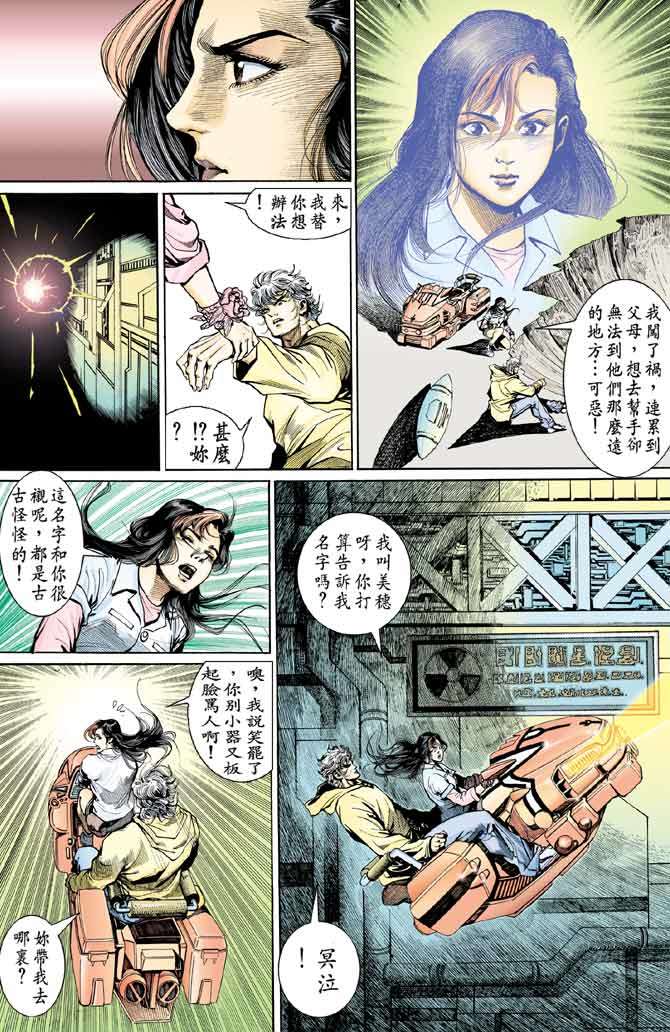 我闖了禍，連累到
父母，想去幫手卻
無法到他們那麼遠
的地方…可惡！
來，
我替
你想
辦法
！
甚麼
!?妳
？
我叫美穗
呀，你打
算告訴我
名字嗎？
冥泣
！
這名字和你很
襯呢，都是古
古怪怪的！
噢，我説笑罷了
，你別小器又板
起臉罵人啊！
妳帶我去
哪裏？